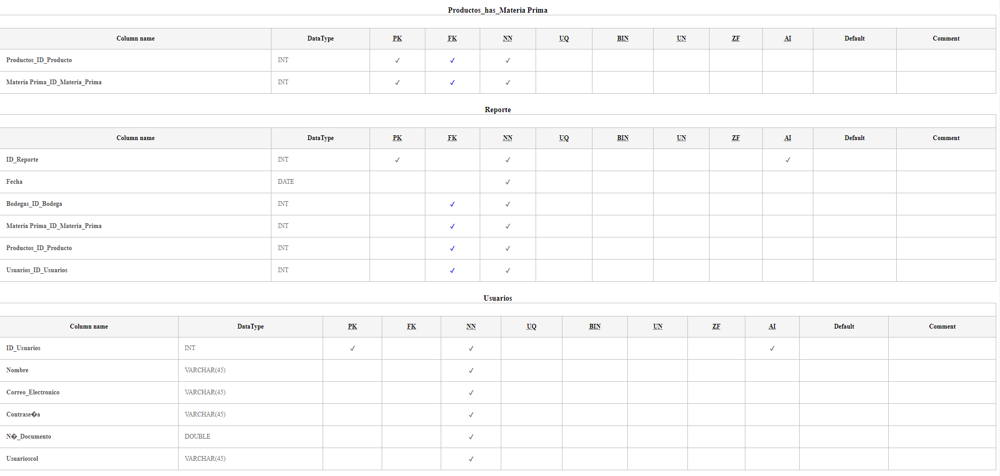 Productos_has_Materia Prima
Column name DataType PK FK NN UQ BIN UN ZF AI Default Comment
Productos_ID_Producto INT ✓ ✓ ✓
Materia Prima_ID_Materia_Prima INT ✓ ✓ ✓
Reporte
Column name DataType PK FK NN UQ BIN UN ZF AI Default Comment
ID_Reporte INT ✓ ✓ ✓
Fecha DATE ✓
Bodegas_ID_Bodega INT ✓ ✓
Materia Prima_ID_Materia_Prima INT ✓ ✓
Productos_ID_Producto INT ✓ ✓
Usuarios_ID_Usuarios INT ✓ ✓
Usuarios
Column name DataType PK FK NN UQ BIN UN ZF AI Default Comment
ID_Usuarios INT ✓ ✓ ✓
Nombre VARCHAR(45) ✓
Correo_Electronico VARCHAR(45) ✓
Contrase�a VARCHAR(45) ✓
N�_Documento DOUBLE ✓
Usuarioscol VARCHAR(45) ✓